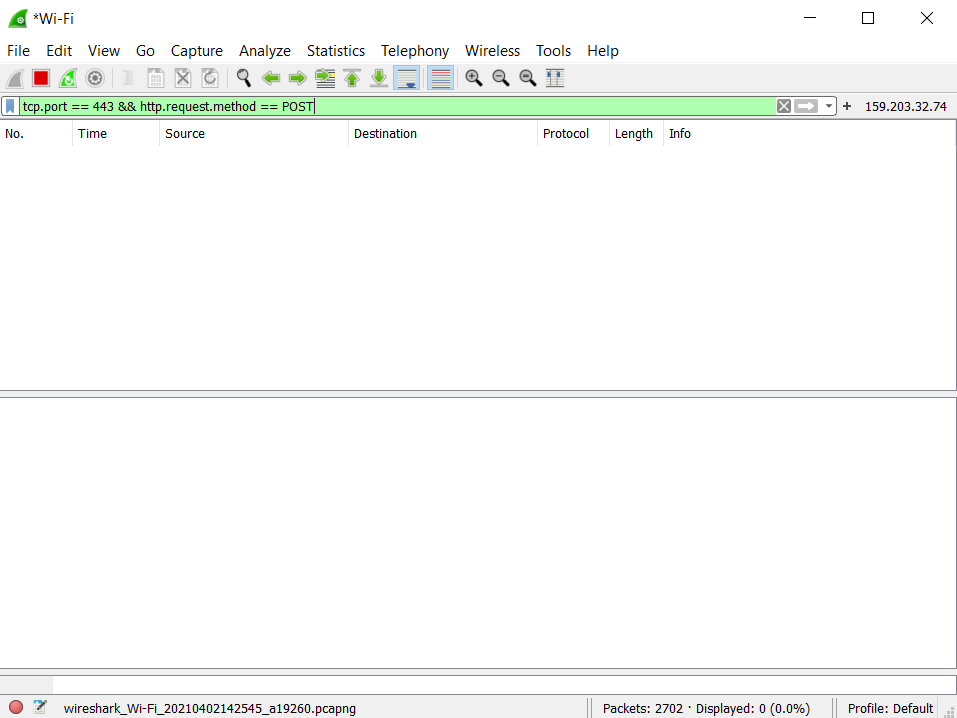 *Wi-Fi
File Edit View Go Capture Analyze Statistics Telephony Wireless Tools Help
tcp.port == 443 && http.request.method == POST + 159.203.32.74
No. Time Source Destination Protocol Length Info
wireshark_Wi-Fi_20210402142545_a19260.pcapng Packets: 2702 · Displayed: 0 (0.0%) Profile: Default